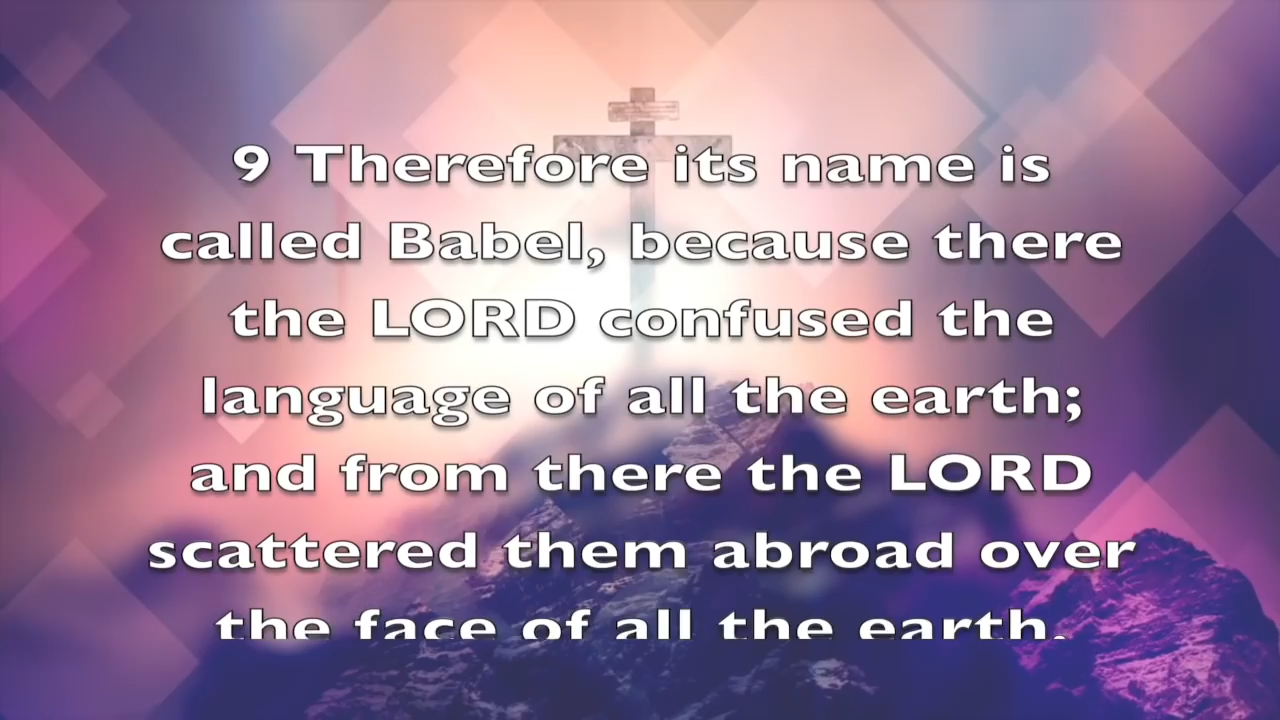 9 Therefore its name is
called Babel, because there
the LORD confused the
language of all the earth;
and from there the LORD
scattered them abroad over
the face of all the earth.